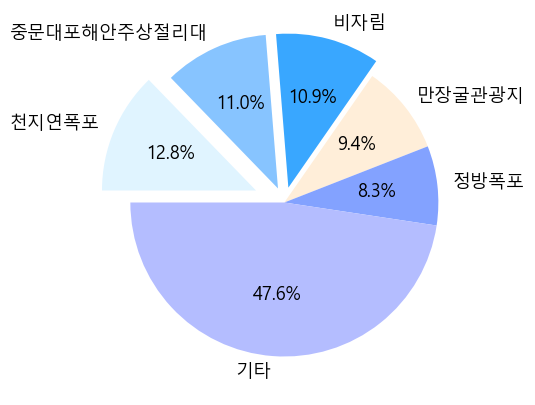 비자림
중문대포해안주상절리대
만장굴관광지
10.9%
11.0%
천지연폭포
9.4%
12.8%
정방폭포
8.3%
47.6%
기타